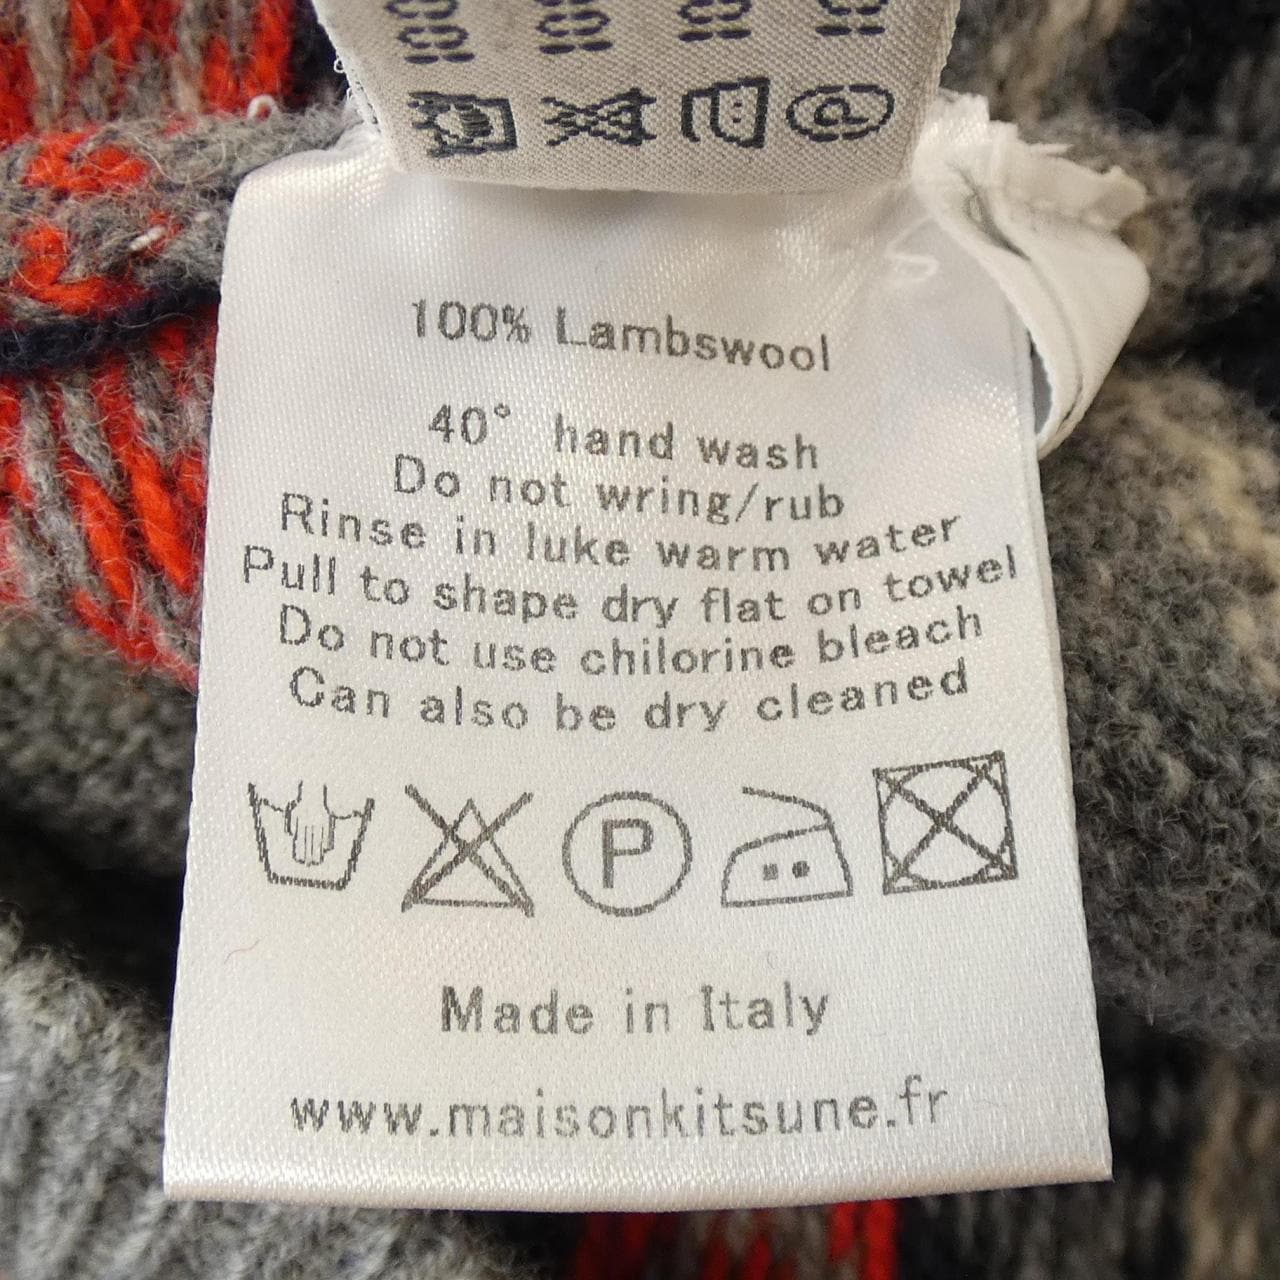 100% Lambswool
40° hand wash
Do not wring/rub
Rinse in luke warm water
Pull to shape dry flat on towel
Do not use chilorine bleach
Can also be dry cleaned
P
Made in Italy
www.maisonkitsune.fr